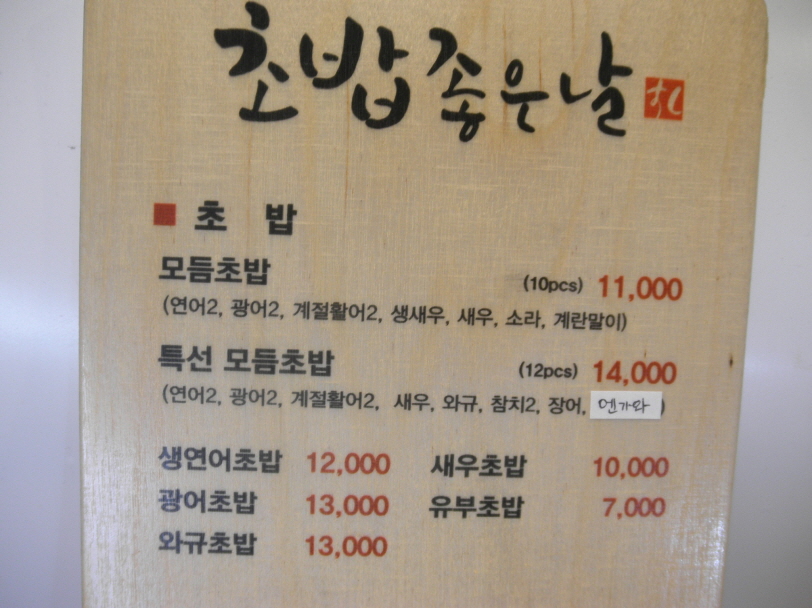 초밥 좋은 날
■ 초 밥
모듬초밥 (10pcs) 11,000
(연어2, 광어2, 계절활어2, 생새우, 새우, 소라, 계란말이)
특선 모듬초밥 (12pcs) 14,000
(연어2, 광어2, 계절활어2, 새우, 와규, 참치2, 장어, 엔가와)
생연어초밥 12,000 새우초밥 10,000
광어초밥 13,000 유부초밥 7,000
와규초밥 13,000